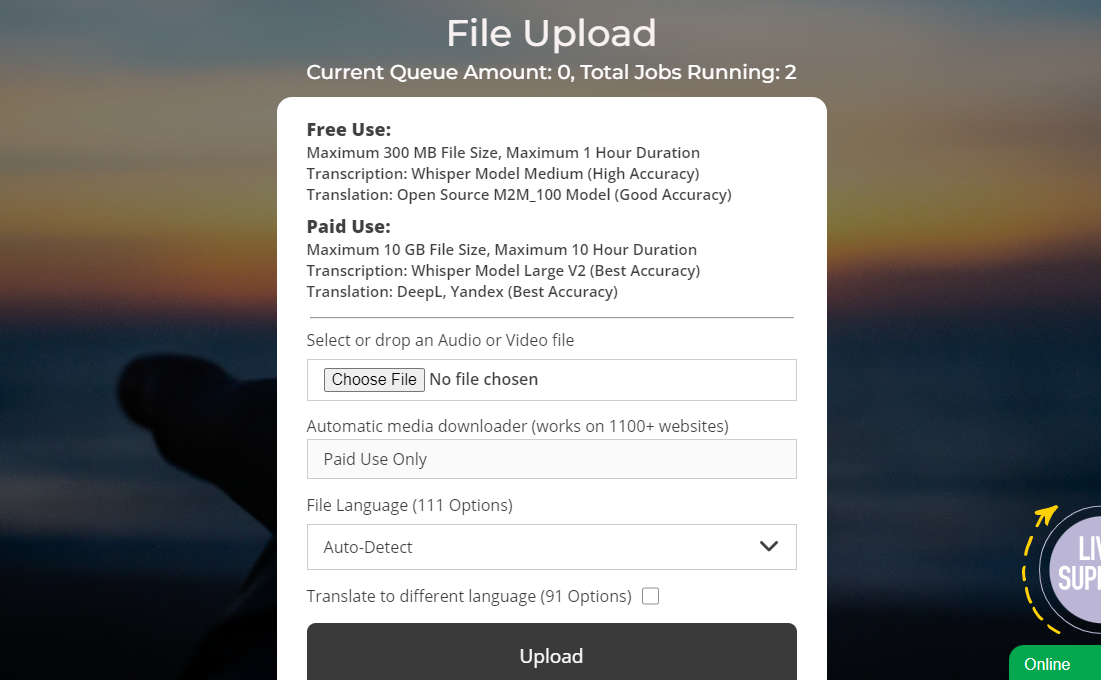 File Upload
Current Queue Amount: 0, Total Jobs Running: 2
Free Use:
Maximum 300 MB File Size, Maximum 1 Hour Duration
Transcription: Whisper Model Medium (High Accuracy)
Translation: Open Source M2M_100 Model (Good Accuracy)
Paid Use:
Maximum 10 GB File Size, Maximum 10 Hour Duration
Transcription: Whisper Model Large V2 (Best Accuracy)
Translation: DeepL, Yandex (Best Accuracy)
Select or drop an Audio or Video file
Choose File No file chosen
Automatic media downloader (works on 1100+ websites)
Paid Use Only
File Language (111 Options)
Auto-Detect
Translate to different language (91 Options)
Upload
Online